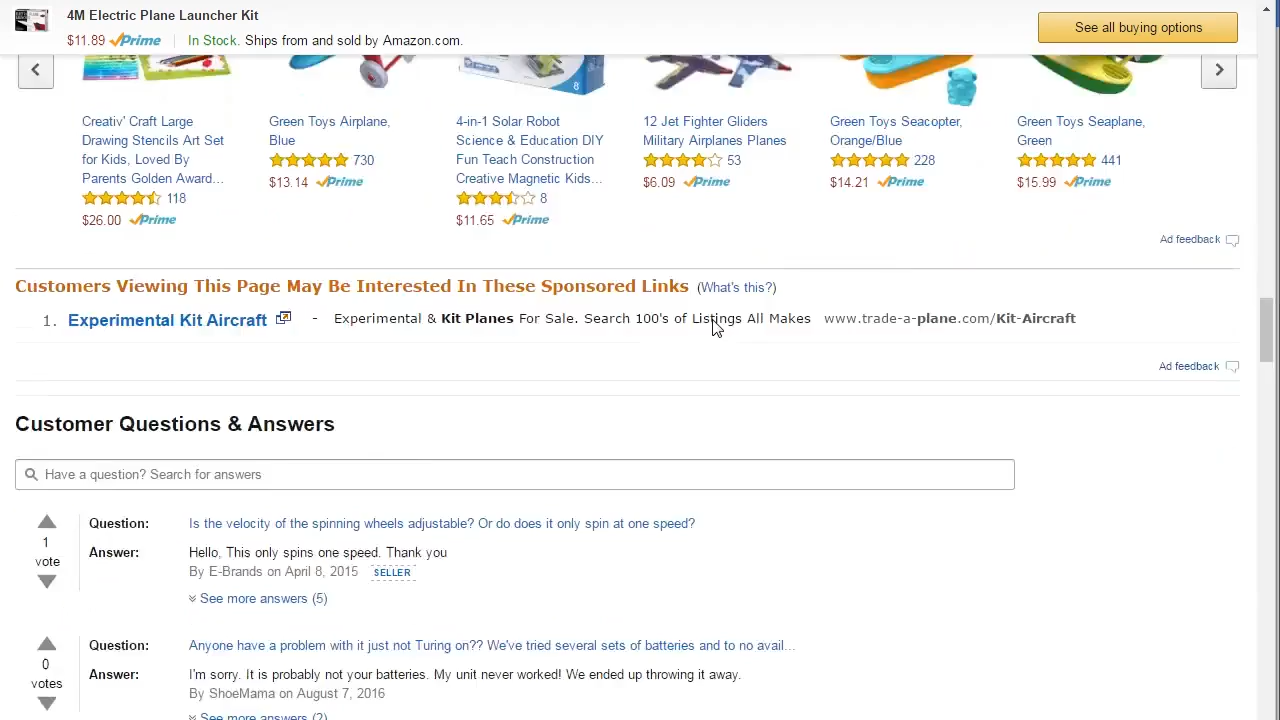 4M Electric Plane Launcher Kit
$11.89 Prime | In Stock. Ships from and sold by Amazon.com.
See all buying options
Creativ' Craft Large
Drawing Stencils Art Set
for Kids, Loved By
Parents Golden Award...
118
$26.00 Prime
Green Toys Airplane,
Blue
730
$13.14 Prime
4-in-1 Solar Robot
Science & Education DIY
Fun Teach Construction
Creative Magnetic Kids...
8
$11.65 Prime
12 Jet Fighter Gliders
Military Airplanes Planes
53
$6.09 Prime
Green Toys Seacopter,
Orange/Blue
228
$14.21 Prime
Green Toys Seaplane,
Green
441
$15.99 Prime
Ad feedback
Customers Viewing This Page May Be Interested In These Sponsored Links (What's this?)
1. Experimental Kit Aircraft - Experimental & Kit Planes For Sale. Search 100's of Listings All Makes www.trade-a-plane.com/Kit-Aircraft
Ad feedback
Customer Questions & Answers
Have a question? Search for answers
1
vote
Question: Is the velocity of the spinning wheels adjustable? Or do does it only spin at one speed?
Answer: Hello, This only spins one speed. Thank you
By E-Brands on April 8, 2015 SELLER
See more answers (5)
0
votes
Question: Anyone have a problem with it just not Turing on?? We've tried several sets of batteries and to no avail...
Answer: I'm sorry. It is probably not your batteries. My unit never worked! We ended up throwing it away.
By ShoeMama on August 7, 2016
See more answers (2)